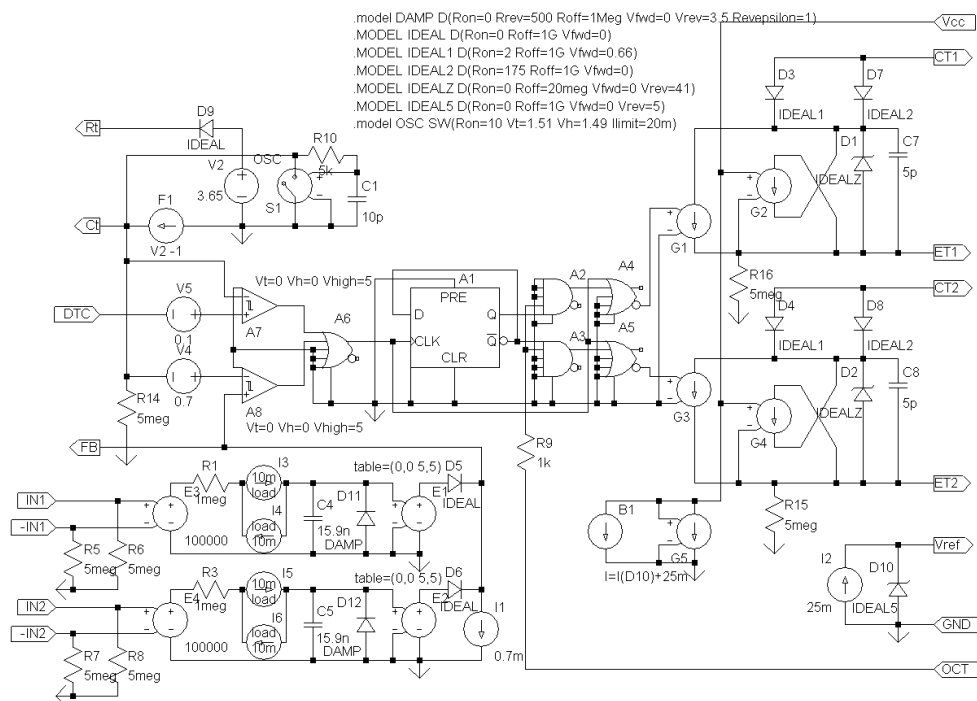 .model DAMP D(Ron=0 Rrev=500 Roff=1Meg Vfwd=0 Vrev=3.5 Revepsilon=1)
.MODEL IDEAL D(Ron=0 Roff=1G Vfwd=0)
.MODEL IDEAL1 D(Ron=2 Roff=1G Vfwd=0.66)
.MODEL IDEAL2 D(Ron=175 Roff=1G Vfwd=0)
.MODEL IDEALZ D(Ron=0 Roff=20meg Vfwd=0 Vrev=41)
.MODEL IDEAL5 D(Ron=0 Roff=1G Vfwd=0 Vrev=5)
.model OSC SW(Ron=10 Vt=1.51 Vh=1.49 Ilimit=20m)
Vcc
CT1
D3
D7
IDEAL1
IDEAL2
D1
IDEALZ
C7
5p
G1
G2
ET1
R16
5meg
Rt
D9
IDEAL
V2
3.65
OSC
S1
R10
5k
C1
10p
Ct
F1
V2 -1
Vt=0 Vh=0 Vhigh=5
DTC
V5
0.1
A7
V4
0.7
A8
Vt=0 Vh=0 Vhigh=5
A6
A1
PRE
D
Q
CLK
Q
CLR
A2
A4
A3
A5
CT2
D4
D8
IDEAL1
IDEAL2
D2
IDEALZ
C8
5p
G3
G4
ET2
R14
5meg
FB
R9
1k
R15
5meg
IN1
-IN1
R5
5meg
R6
5meg
E3
100000
R1
1meg
I3
10m
load
I4
load
10m
C4
15.9n
D11
DAMP
table=(0,0 5,5)
E1
D5
IDEAL
IN2
-IN2
R7
5meg
R8
5meg
E4
100000
R3
1meg
I5
10m
load
I6
load
10m
C5
15.9n
D12
DAMP
table=(0,0 5,5)
E2
D6
IDEAL
I1
0.7m
B1
I=I(D10)+25m
G5
I2
25m
D10
IDEAL5
Vref
GND
OCT